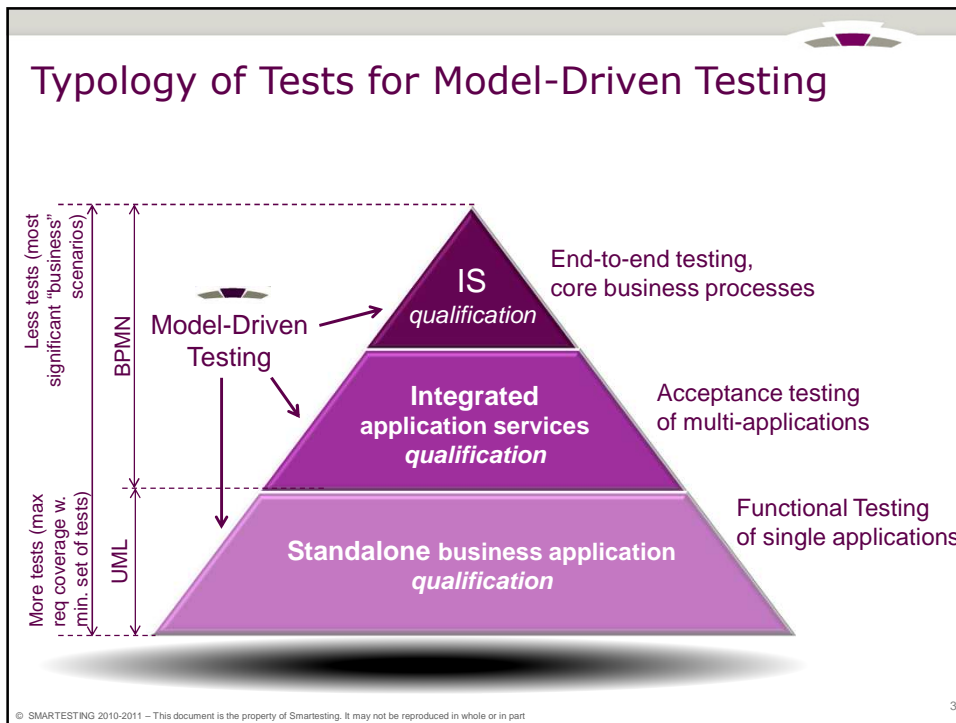 Typology of Tests for Model-Driven Testing
Less tests (most
significant “business”
scenarios)
BPMN
Model-Driven
Testing
IS
qualification
End-to-end testing,
core business processes
Integrated
application services
qualification
Acceptance testing
of multi-applications
More tests (max
req coverage w.
min. set of tests)
UML
Standalone business application
qualification
Functional Testing
of single applications
© SMARTESTING 2010-2011 – This document is the property of Smartesting. It may not be reproduced in whole or in part
3